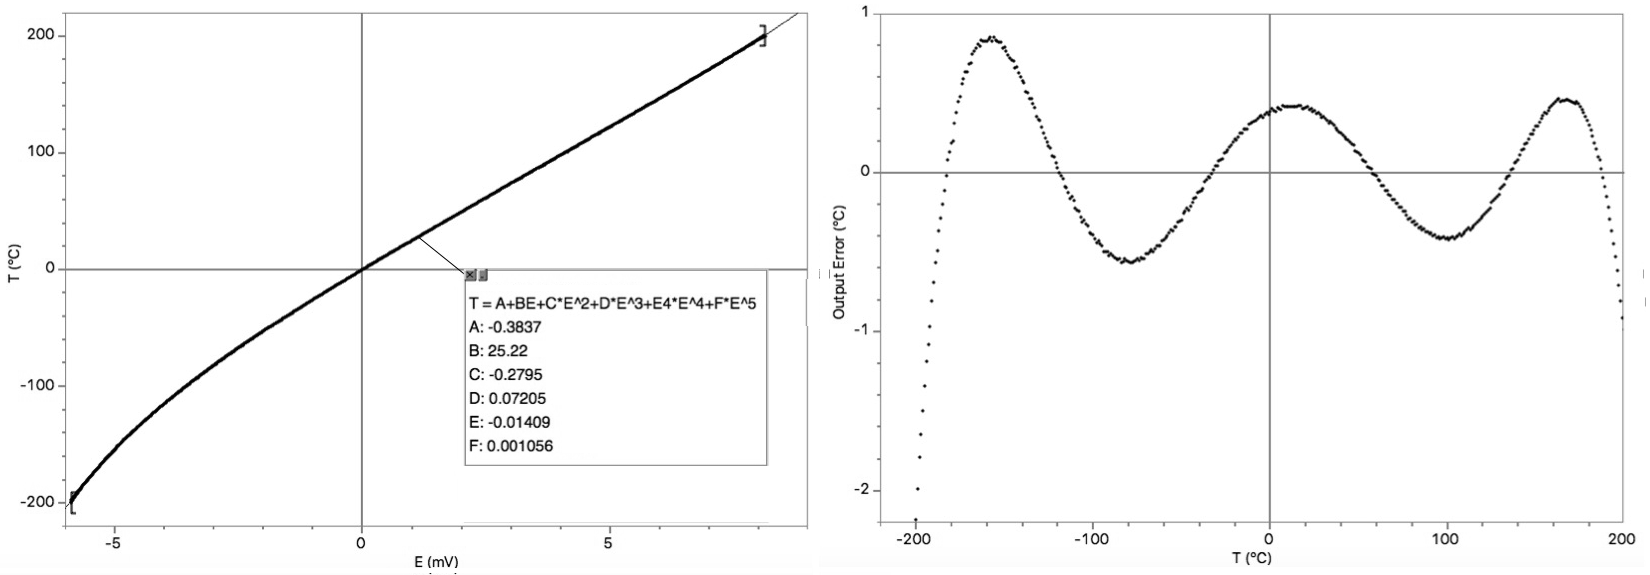 200
100
0
-100
-200
T (°C)
-5
0
5
E (mV)
T = A+BE+C*E^2+D*E^3+E4*E^4+F*E^5
A: -0.3837
B: 25.22
C: -0.2795
D: 0.07205
E: -0.01409
F: 0.001056
1
0
-1
-2
Output Error (°C)
-200
-100
0
100
200
T (°C)